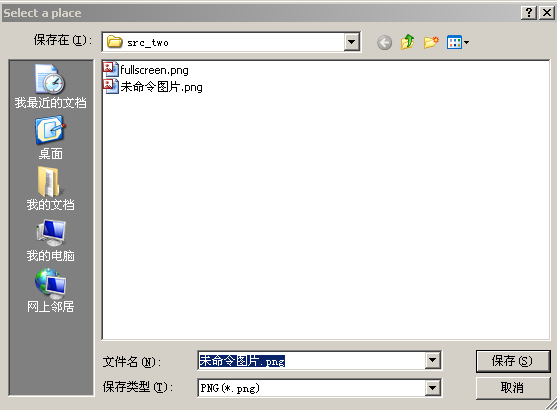 Select a place
保存在(I):
src_two
我最近的文档
桌面
我的文档
我的电脑
网上邻居
fullscreen.png
未命令图片.png
文件名(N):
未命令图片.png
保存(S)
保存类型(T):
PNG(*.png)
取消